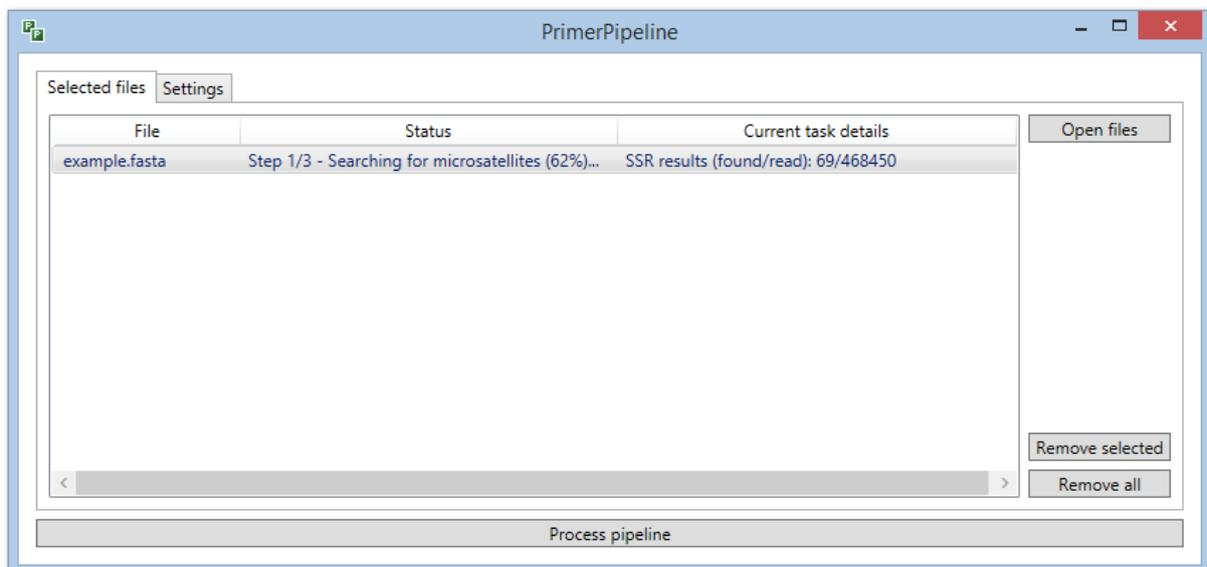 PrimerPipeline
Selected files Settings
File Status Current task details
example.fasta Step 1/3 - Searching for microsatellites (62%)... SSR results (found/read): 69/468450
Open files
Remove selected
Remove all
Process pipeline